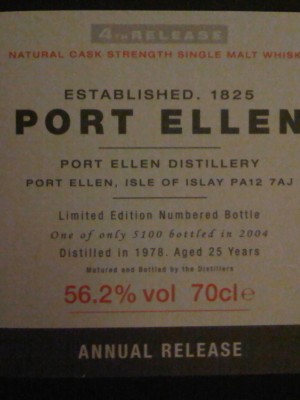 4TH RELEASE
NATURAL CASK-STRENGTH SINGLE MALT
ESTABLISHED. 1825
PORT ELLEN
PORT ELLEN DISTILLERY
PORT ELLEN, ISLE OF ISLAY PA12 7AJ
Limited Edition Numbered Bottle
One of only 5100 bottled in 2004
Distilled in 1978. Aged 25 Years
Matured and Bottled by the Distillers
56.2% vol 70cl e
ANNUAL RELEASE